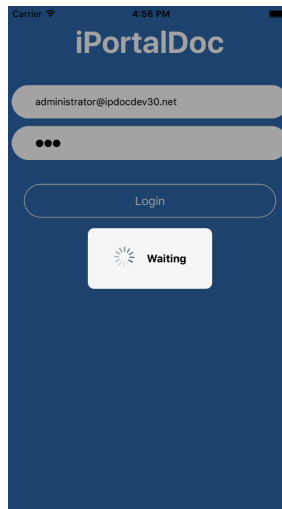 Carrier 4:56 PM
iPortalDoc
administrator@ipdocdev30.net
●●●
Login
Waiting